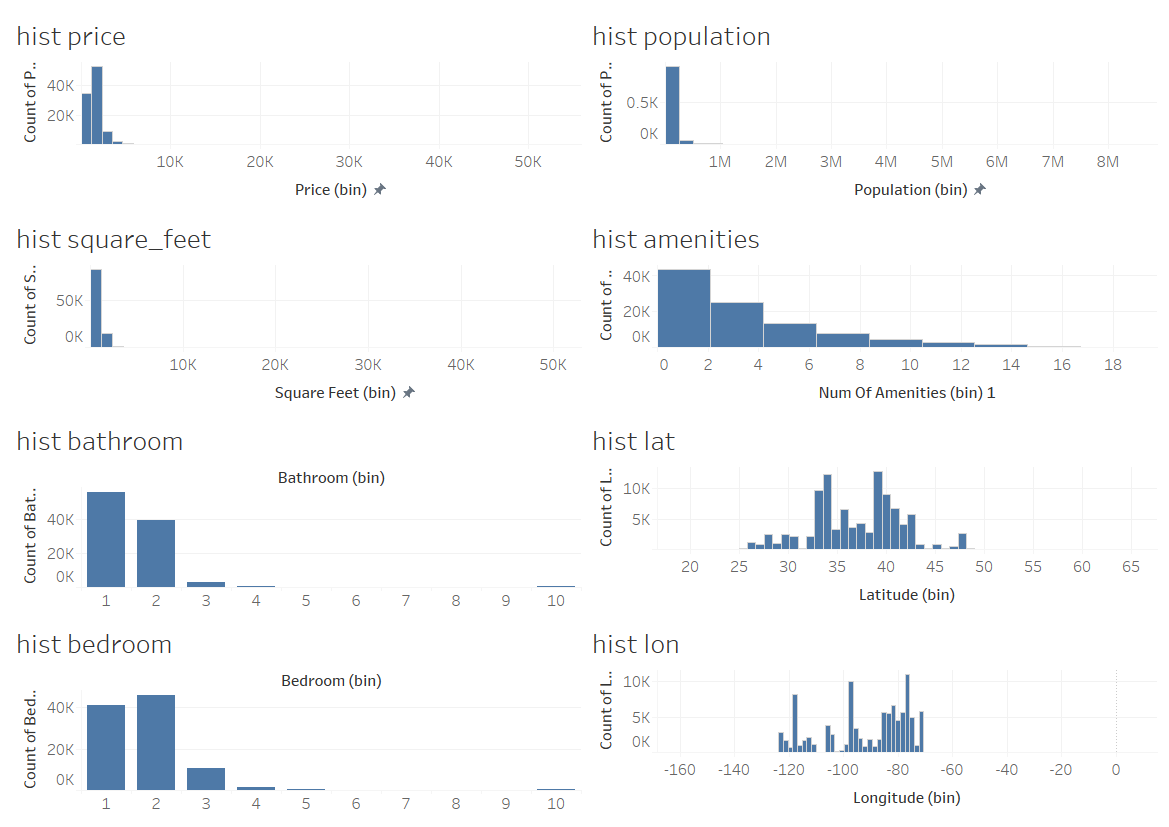 hist price
Count of P..
40K
20K
10K 20K 30K 40K 50K
Price (bin)
hist population
Count of P..
0.5K
0K
1M 2M 3M 4M 5M 6M 7M 8M
Population (bin)
hist square_feet
Count of S..
50K
0K
10K 20K 30K 40K 50K
Square Feet (bin)
hist amenities
Count of ..
40K
20K
0K
0 2 4 6 8 10 12 14 16 18
Num Of Amenities (bin) 1
hist bathroom
Bathroom (bin)
Count of Bat..
40K
20K
0K
1 2 3 4 5 6 7 8 9 10
hist lat
Count of L..
10K
5K
20 25 30 35 40 45 50 55 60 65
Latitude (bin)
hist bedroom
Bedroom (bin)
Count of Bed..
40K
20K
0K
1 2 3 4 5 6 7 8 9 10
hist lon
Count of L..
10K
5K
0K
-160 -140 -120 -100 -80 -60 -40 -20 0
Longitude (bin)